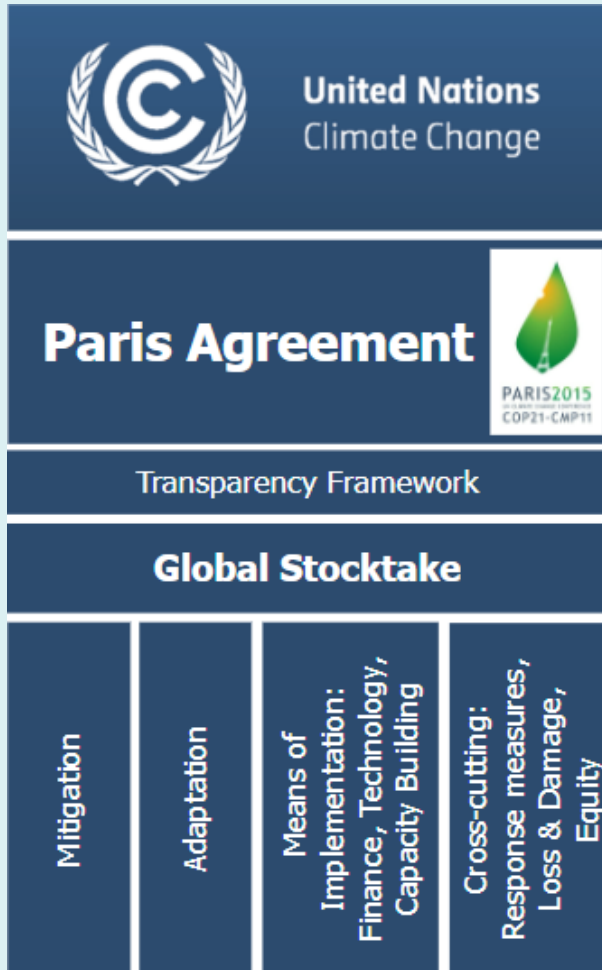 United Nations
Climate Change
Paris Agreement
PARIS2015
COP21-CMP11
Transparency Framework
Global Stocktake
Mitigation
Adaptation
Means of
Implementation:
Finance, Technology,
Capacity Building
Cross-cutting:
Response measures,
Loss & Damage,
Equity